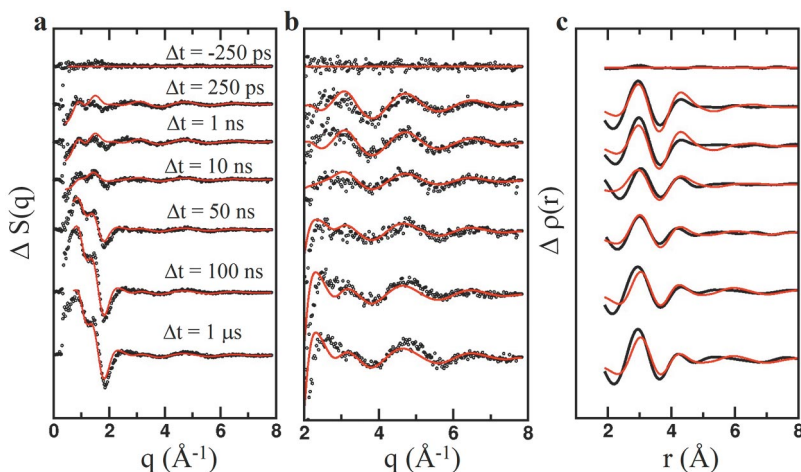 a
b
c
Δt = -250 ps
Δt = 250 ps
Δt = 1 ns
Δt = 10 ns
Δt = 50 ns
Δt = 100 ns
Δt = 1 μs
Δ S(q)
Δ ρ(r)
0 2 4 6 8
2 4 6 8
2 4 6 8
q (Å⁻¹)
q (Å⁻¹)
r (Å)